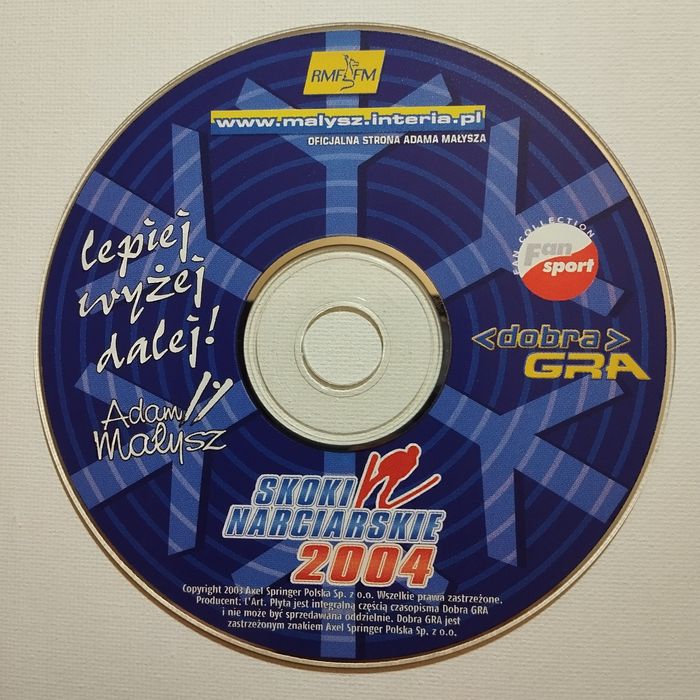 RMF FM
www.malysz.interia.pl
OFICJALNA STRONA ADAMA MAŁYSZA
lepiej
wyżej
dalej!
Adam
Małysz
FAN COLLECTION
Fan
sport
<dobra>
GRA
SKOKI
NARCIARSKIE
2004
Copyright 2003 Axel Springer Polska Sp. z o.o. Wszelkie prawa zastrzeżone.
Producent: L'Art. Płyta jest integralną częścią czasopisma Dobra GRA
i nie może być sprzedawana oddzielnie. Dobra GRA jest
zastrzeżonym znakiem Axel Springer Polska Sp. z o.o.